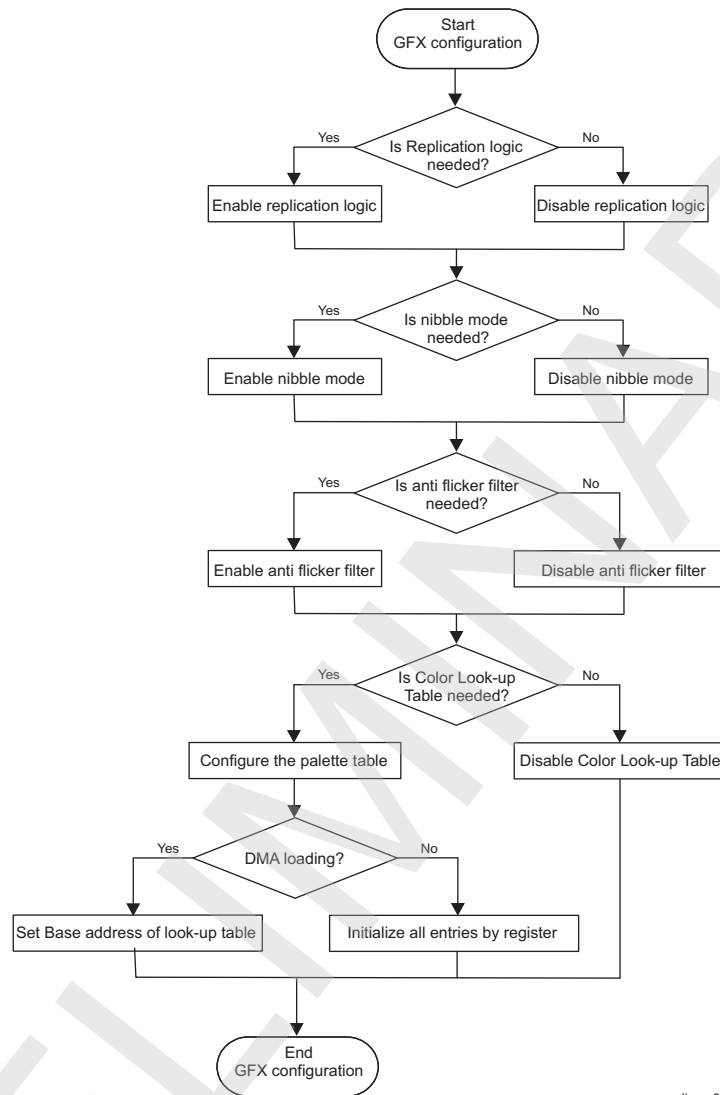 Start
GFX configuration
Yes
Is Replication logic
needed?
No
Enable replication logic
Disable replication logic
Yes
Is nibble mode
needed?
No
Enable nibble mode
Disable nibble mode
Yes
Is anti flicker filter
needed?
No
Enable anti flicker filter
Disable anti flicker filter
Yes
Is Color Look-up
Table needed?
No
Configure the palette table
Disable Color Look-up Table
Yes
DMA loading?
No
Set Base address of look-up table
Initialize all entries by register
End
GFX configuration